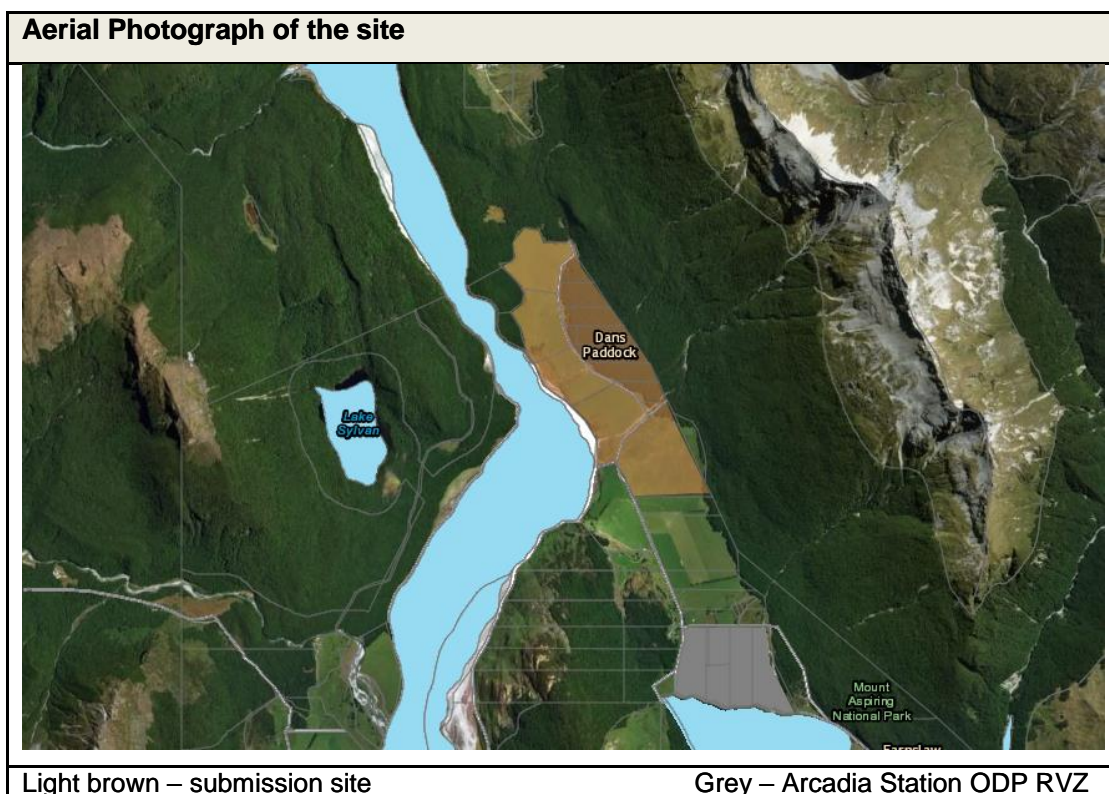 Aerial Photograph of the site
Dans
Paddock
Lake
Sylvan
Mount
Aspiring
National Park
Earnslaw
Light brown – submission site Grey – Arcadia Station ODP RVZ